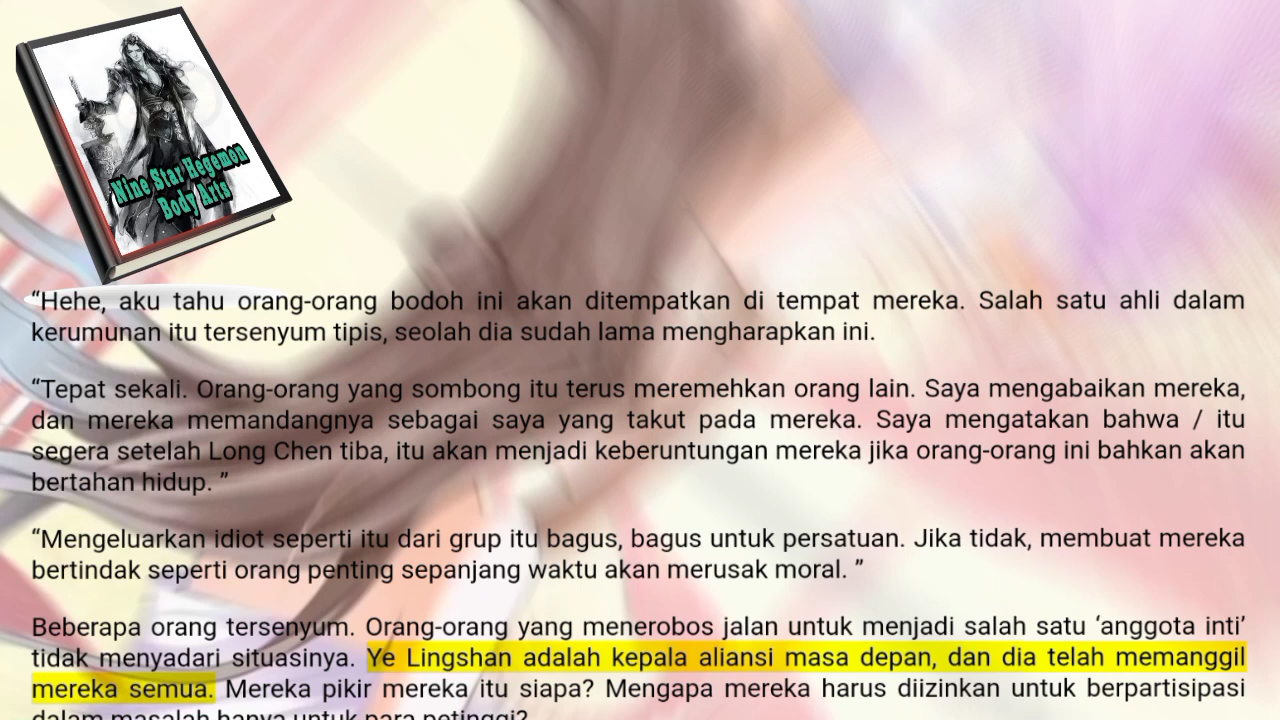 Nine Star Hegemon
Body Arts
“Hehe, aku tahu orang-orang bodoh ini akan ditempatkan di tempat mereka. Salah satu ahli dalam
kerumunan itu tersenyum tipis, seolah dia sudah lama mengharapkan ini.
“Tepat sekali. Orang-orang yang sombong itu terus meremehkan orang lain. Saya mengabaikan mereka,
dan mereka memandangnya sebagai saya yang takut pada mereka. Saya mengatakan bahwa / itu
segera setelah Long Chen tiba, itu akan menjadi keberuntungan mereka jika orang-orang ini bahkan akan
bertahan hidup. ”
“Mengeluarkan idiot seperti itu dari grup itu bagus, bagus untuk persatuan. Jika tidak, membuat mereka
bertindak seperti orang penting sepanjang waktu akan merusak moral. ”
Beberapa orang tersenyum. Orang-orang yang menerobos jalan untuk menjadi salah satu ‘anggota inti’
tidak menyadari situasinya. Ye Lingshan adalah kepala aliansi masa depan, dan dia telah memanggil
mereka semua. Mereka pikir mereka itu siapa? Mengapa mereka harus diizinkan untuk berpartisipasi
dalam masalah hanya untuk para petinggi?